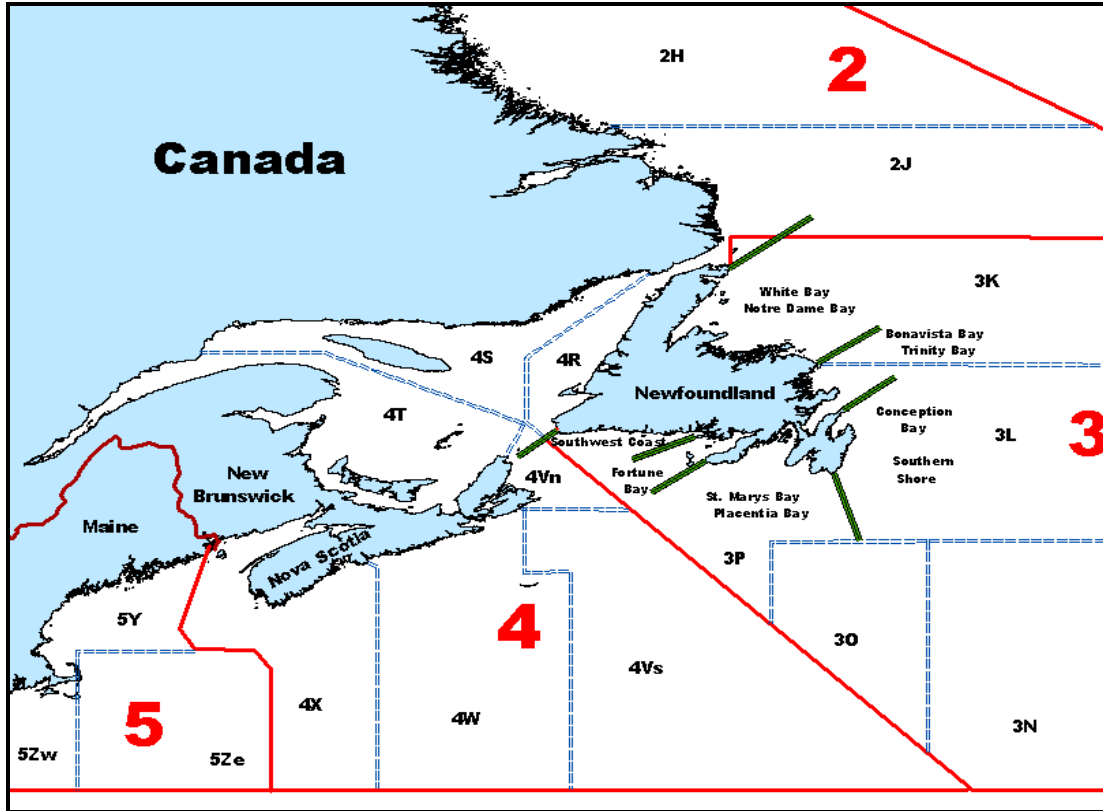 2H
2
Canada
2J
3K
White Bay
Notre Dame Bay
Bonavista Bay
Trinity Bay
4S
4R
Newfoundland
4T
Conception
Bay
3
3L
Southwest Coast
Southern
Shore
4Vn
Fortune
Bay
New
Brunswick
St. Marys Bay
Placentia Bay
Maine
Nova Scotia
3P
5Y
4
3O
4Vs
4X
4W
5
3N
5Zw
5Ze